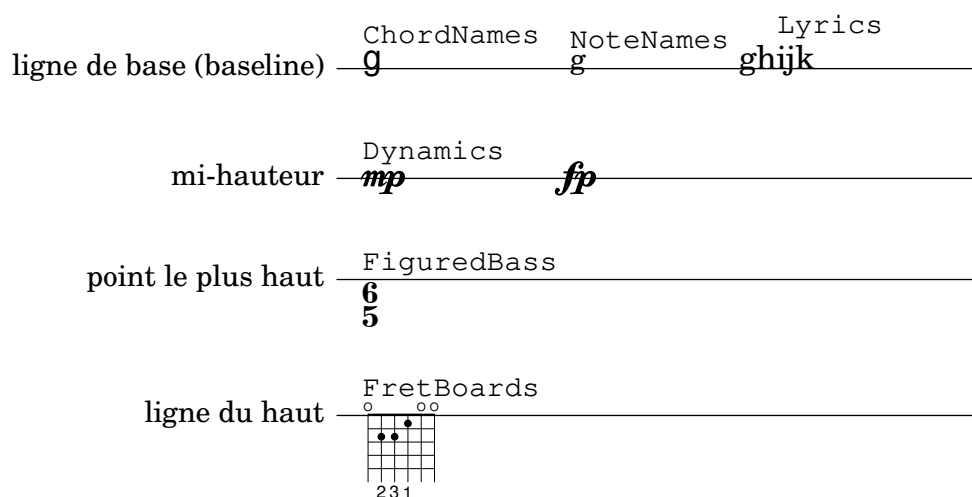 ChordNames NoteNames Lyrics
ligne de base (baseline) g g ghijk
Dynamics
mi-hauteur mp fp
point le plus haut FiguredBass
6
5
FretBoards
o o o
ligne du haut
231